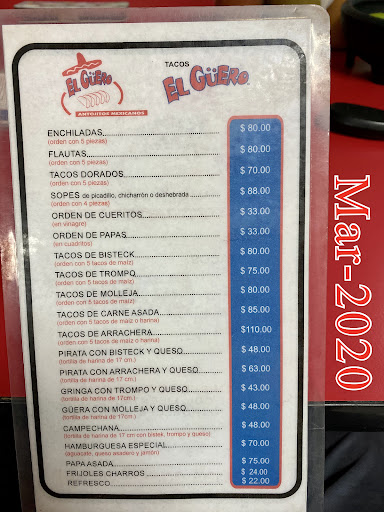 EL GÜERO
ANTOJITOS MEXICANOS
TACOS
EL GÜERO
ENCHILADAS $ 80.00
(orden con 5 piezas)
FLAUTAS $ 80.00
(orden con 5 piezas)
TACOS DORADOS $ 70.00
(orden con 5 piezas)
SOPES de picadillo, chicharrón o deshebrada $ 88.00
(orden con 4 piezas)
ORDEN DE CUERITOS $ 33.00
(en vinagre)
ORDEN DE PAPAS $ 33.00
(en cuadritos)
TACOS DE BISTECK $ 80.00
(orden con 5 tacos de maíz)
TACOS DE TROMPO $ 75.00
(orden con 5 tacos de maíz)
TACOS DE MOLLEJA $ 80.00
(orden con 5 tacos de maíz)
TACOS DE CARNE ASADA $ 85.00
(orden con 5 tacos de maíz o harina)
TACOS DE ARRACHERA $110.00
(orden con 5 tacos de maíz o harina)
PIRATA CON BISTECK Y QUESO $ 48.00
(tortilla de harina de 17 cm.)
PIRATA CON ARRACHERA Y QUESO $ 63.00
(tortilla de harina de 17 cm.)
GRINGA CON TROMPO Y QUESO $ 43.00
(tortilla de harina de 17cm.)
GÜERA CON MOLLEJA Y QUESO $ 48.00
(tortilla de harina de 17cm.)
CAMPECHANA $ 48.00
(tortilla de harina de 17 cm con bistek, trompo y queso)
HAMBURGUESA ESPECIAL $ 70.00
(aguacate, queso asadero y jamón)
PAPA ASADA $ 75.00
FRIJOLES CHARROS $ 24.00
REFRESCO $ 22.00
Mar-2020